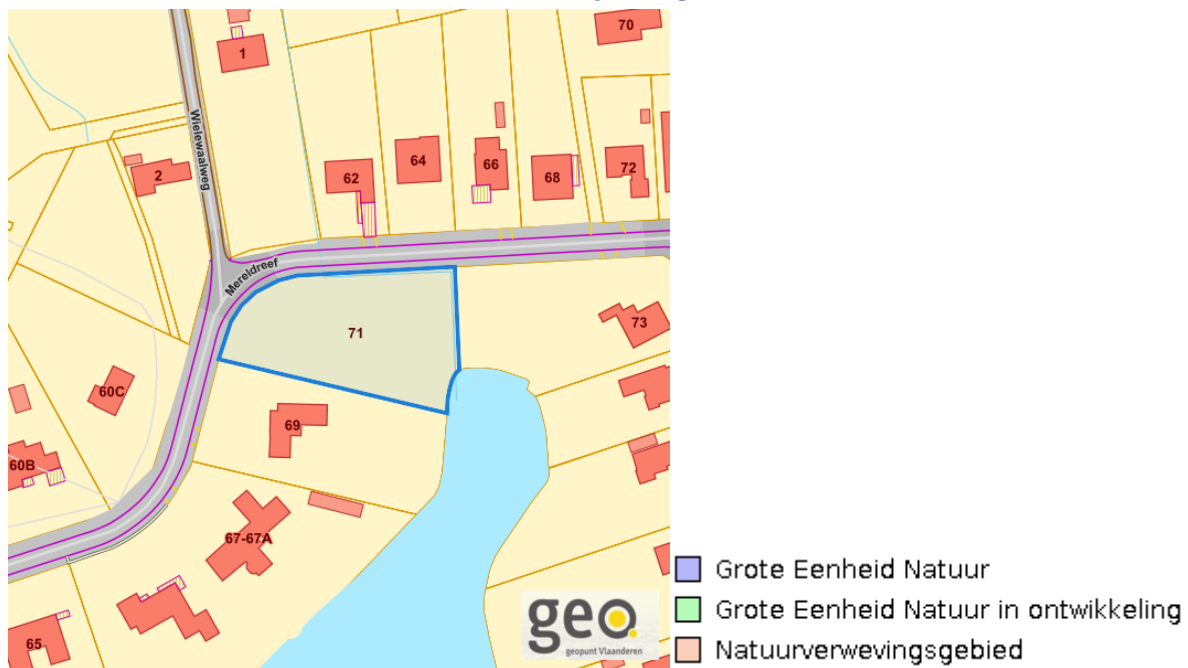 1
70
Wielewaalweg
2
62
64
66
68
72
Mereldreef
71
73
60C
69
60B
67-67A
65
geo
geopunt Vlaanderen
Grote Eenheid Natuur
Grote Eenheid Natuur in ontwikkeling
Natuurverwevingsgebied